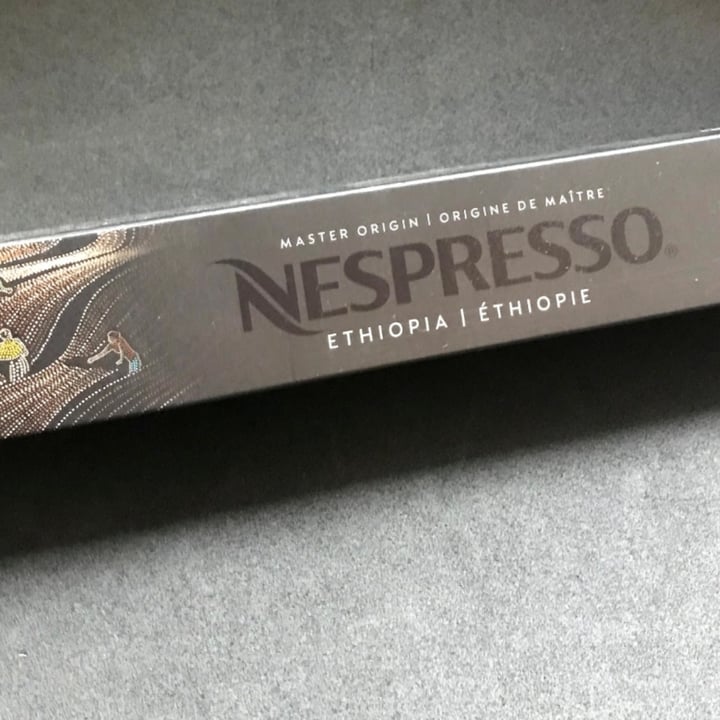 MASTER ORIGIN | ORIGINE DE MAÎTRE
NESPRESSO®
ETHIOPIA | ÉTHIOPIE